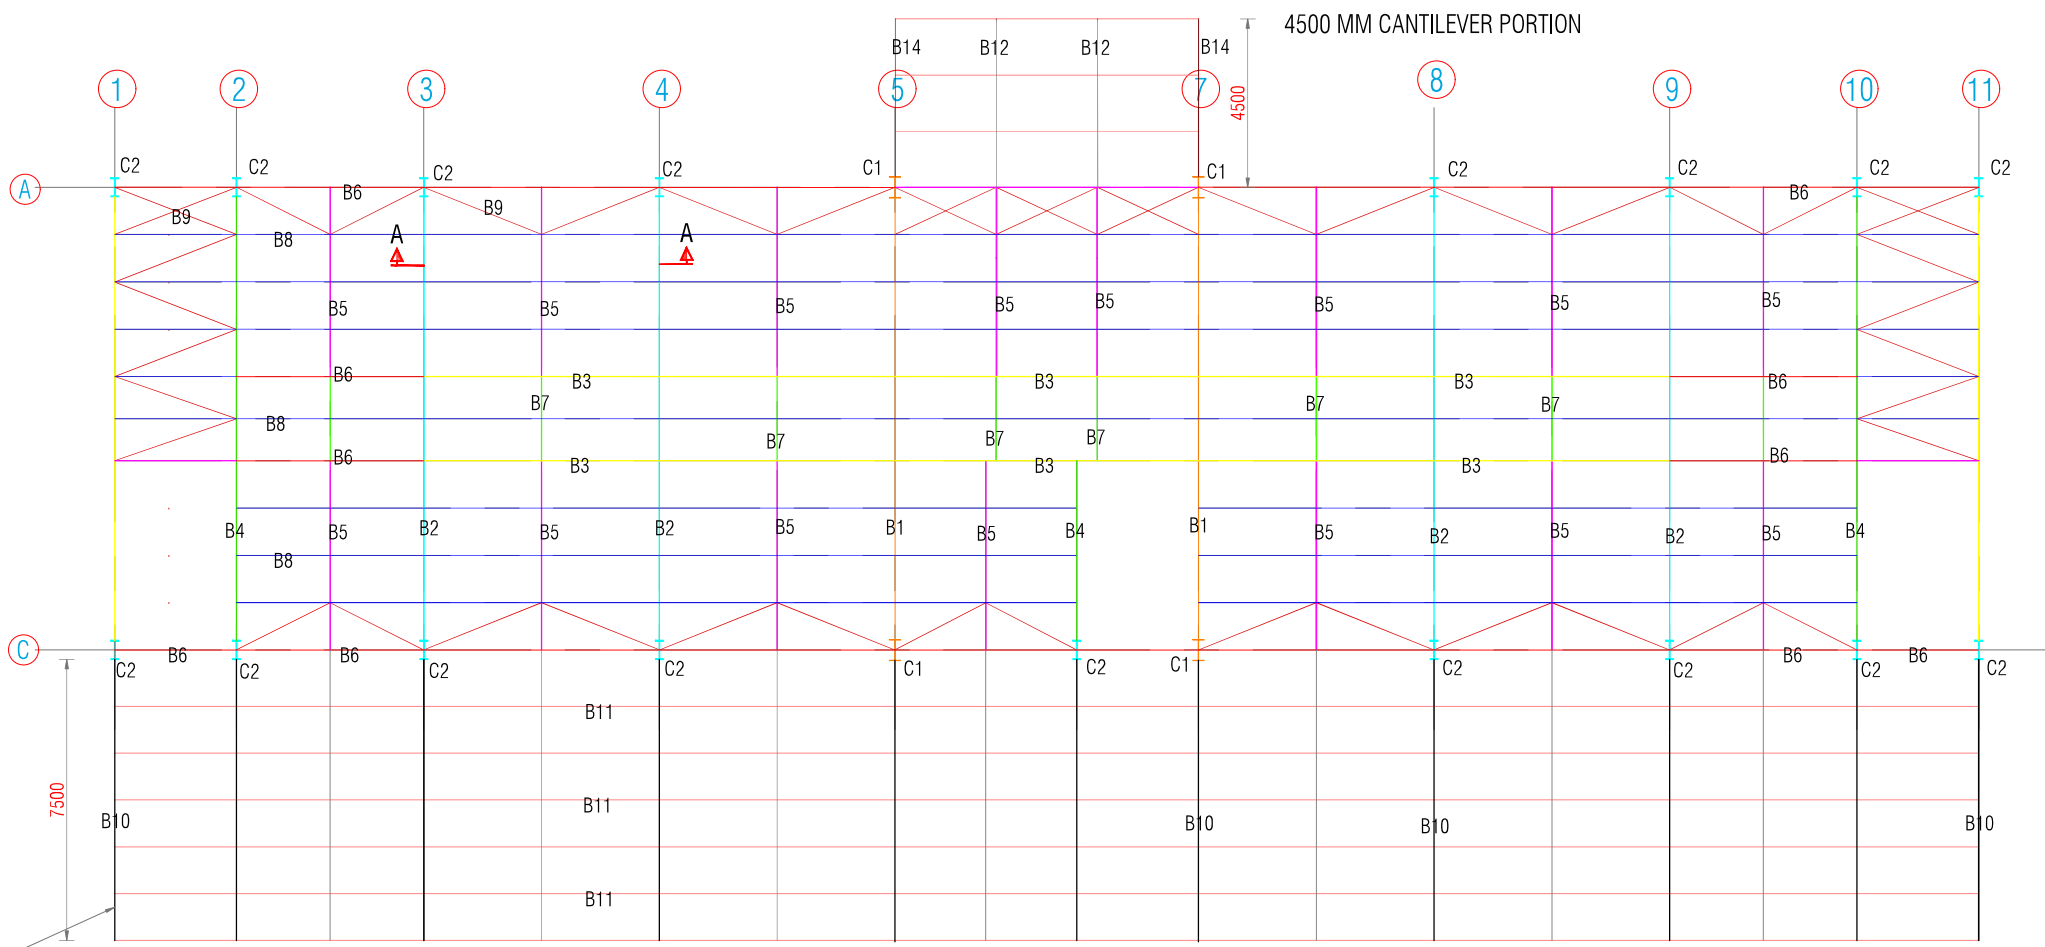 4500 MM CANTILEVER PORTION
B14 B12 B12 B14
1 2 3 4 5 7 8 9 10 11
4500
C2 C2 C2 C2 C1 C1 C2 C2 C2 C2
A
B6 B6
B9 B9
A A
B8
B5 B5 B5 B5 B5 B5 B5 B5
B6 B3 B3 B3 B6
B7 B7 B7
B8 B7 B7 B7
B6 B3 B3 B3 B6
B4 B5 B2 B5 B2 B5 B1 B5 B4 B1 B5 B2 B5 B2 B5 B4
B8
C
B6 B6 B6 B6
C2 C2 C2 C2 C1 C2 C1 C2 C2 C2 C2
B11
7500
B11
B10 B10 B10 B10
B11